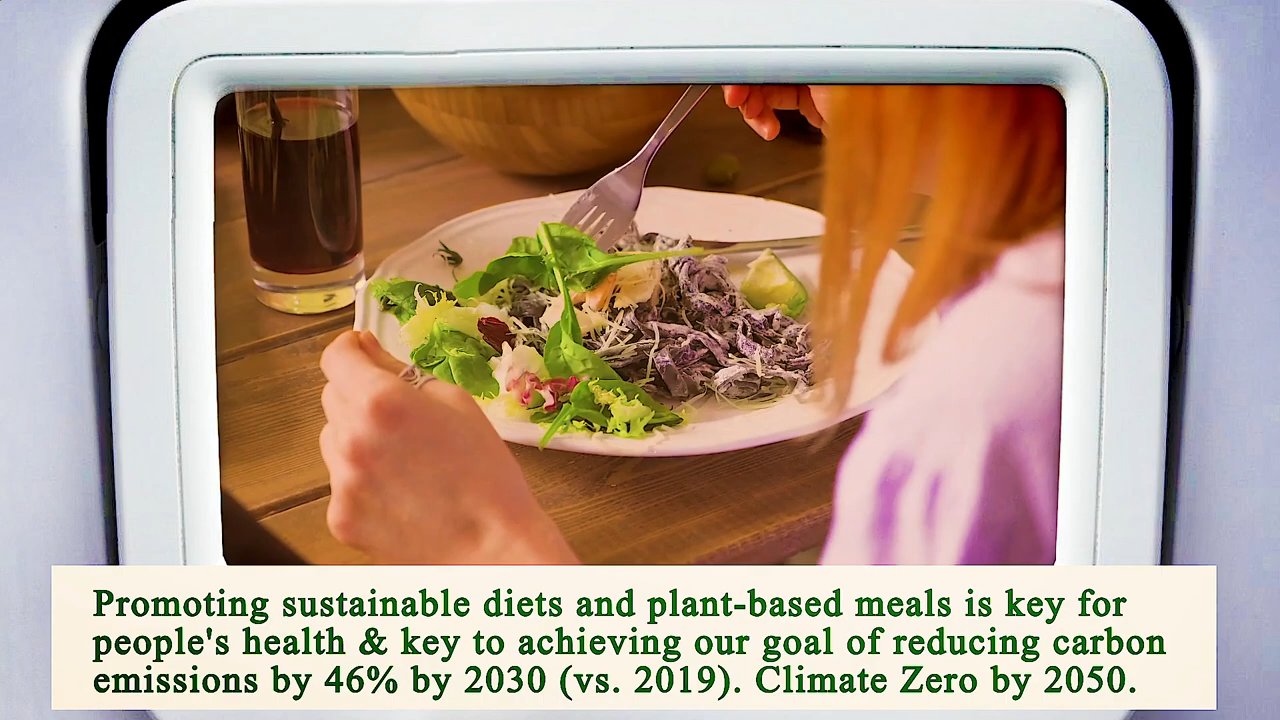 Promoting sustainable diets and plant-based meals is key for
people's health & key to achieving our goal of reducing carbon
emissions by 46% by 2030 (vs. 2019). Climate Zero by 2050.